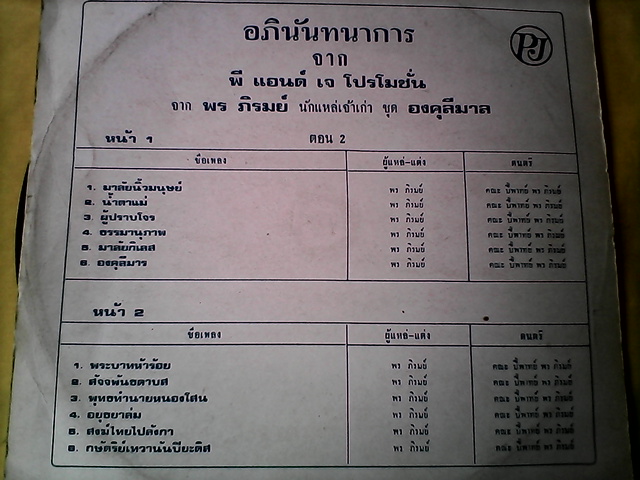 อภินันทนาการ
PJ
จาก
พี แอนด์ เจ โปรโมชั่น
จาก พร ภิรมย์ นักแหล่เจ้าเก่า ชุด องคุลีมาล
หน้า 1 ตอน 2
ชื่อเพลง ผู้แหล่-แต่ง ดนตรี
1. มาลัยนิ้วมนุษย์ พร ภิรมย์ คณะ ปี่พาทย์ พร ภิรมย์
๒. น้ำตาแม่ พร ภิรมย์ คณะ ปี่พาทย์ พร ภิรมย์
3. ผู้ปราบโจร พร ภิรมย์ คณะ ปี่พาทย์ พร ภิรมย์
4. ธรรมานุภาพ พร ภิรมย์ คณะ ปี่พาทย์ พร ภิรมย์
๕. มาลัยกิเลส พร ภิรมย์ คณะ ปี่พาทย์ พร ภิรมย์
๖. องคุลีมาร พร ภิรมย์ คณะ ปี่พาทย์ พร ภิรมย์
หน้า 2
ชื่อเพลง ผู้แหล่-แต่ง ดนตรี
1. พระบาทหน้าร้อย พร ภิรมย์ คณะ ปี่พาทย์ พร ภิรมย์
๒. สัจจพันธดาบส พร ภิรมย์ คณะ ปี่พาทย์ พร ภิรมย์
3. พุทธทำนายหนองโสน พร ภิรมย์ คณะ ปี่พาทย์ พร ภิรมย์
4. อยุธยาล่ม พร ภิรมย์ คณะ ปี่พาทย์ พร ภิรมย์
๕. สงฆ์ไทยไปลังกา พร ภิรมย์ คณะ ปี่พาทย์ พร ภิรมย์
๖. กษัตริย์เทวานัมปิยะดิส พร ภิรมย์ คณะ ปี่พาทย์ พร ภิรมย์